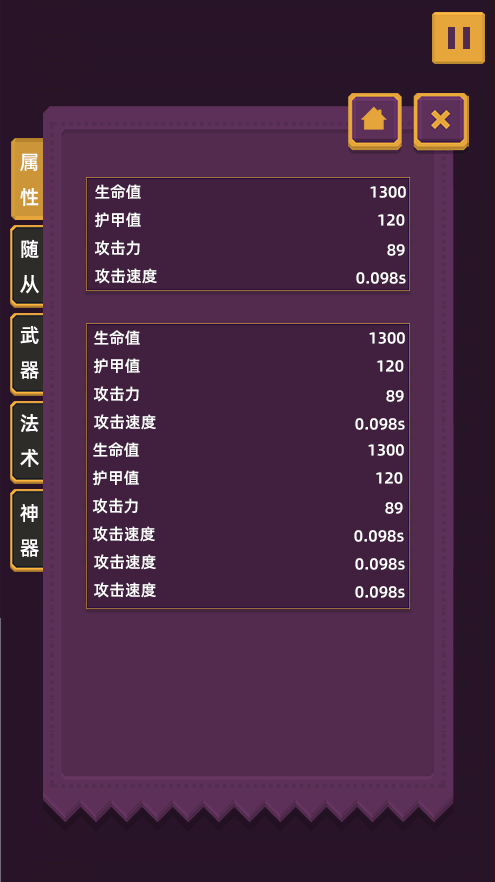 属性
随从
武器
法术
神器
生命值 1300
护甲值 120
攻击力 89
攻击速度 0.098s
生命值 1300
护甲值 120
攻击力 89
攻击速度 0.098s
生命值 1300
护甲值 120
攻击力 89
攻击速度 0.098s
攻击速度 0.098s
攻击速度 0.098s